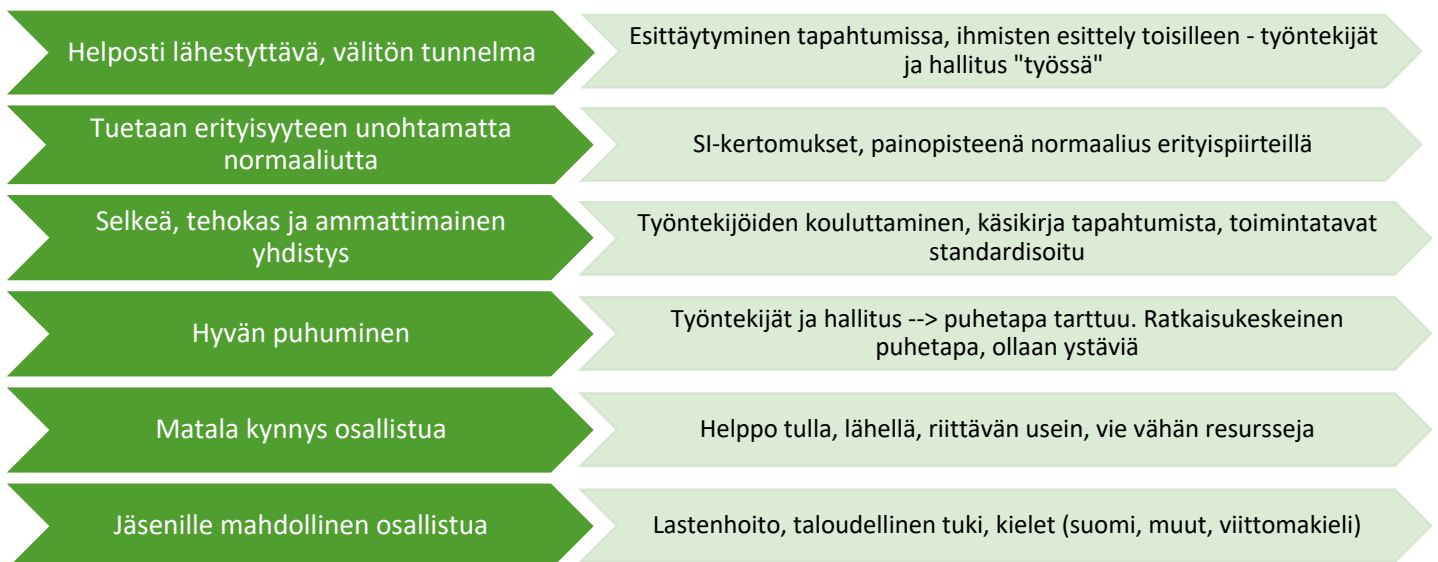 Helposti lähestyttävä, välitön tunnelma
Esittäytyminen tapahtumissa, ihmisten esittely toisilleen - työntekijät
ja hallitus "työssä"
Tuetaan erityisyyteen unohtamatta
normaaliutta
SI-kertomukset, painopisteenä normaalius erityispiirteillä
Selkeä, tehokas ja ammattimainen
yhdistys
Työntekijöiden kouluttaminen, käsikirja tapahtumista, toimintatavat
standardisoitu
Hyvän puhuminen
Työntekijät ja hallitus --> puhetapa tarttuu. Ratkaisukeskeinen
puhetapa, ollaan ystäviä
Matala kynnys osallistua
Helppo tulla, lähellä, riittävän usein, vie vähän resursseja
Jäsenille mahdollinen osallistua
Lastenhoito, taloudellinen tuki, kielet (suomi, muut, viittomakieli)